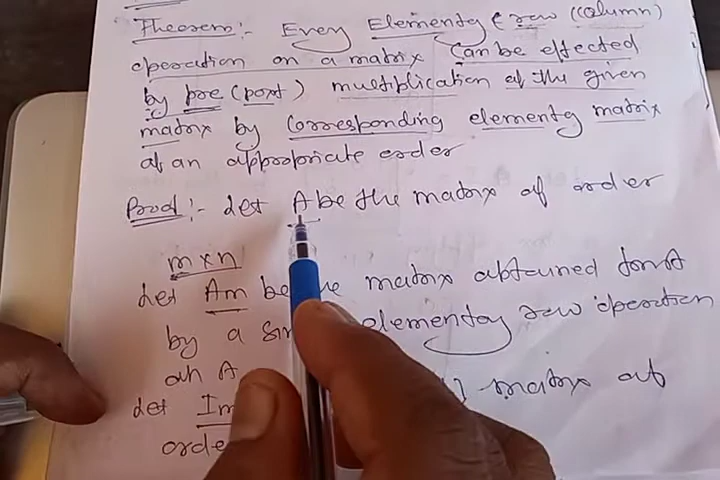 Theorem:- Every Elementy row (column)
operation on a matrix can be effected
by pre (post) multiplication of the given
matrix by corresponding elementy matrix
of an appropriate order
Proof:- Let A be the matrix of order
m x n
Let Am be the matrix obtained from A
by a elementary row operation
on A matrix of
Let Im
orde